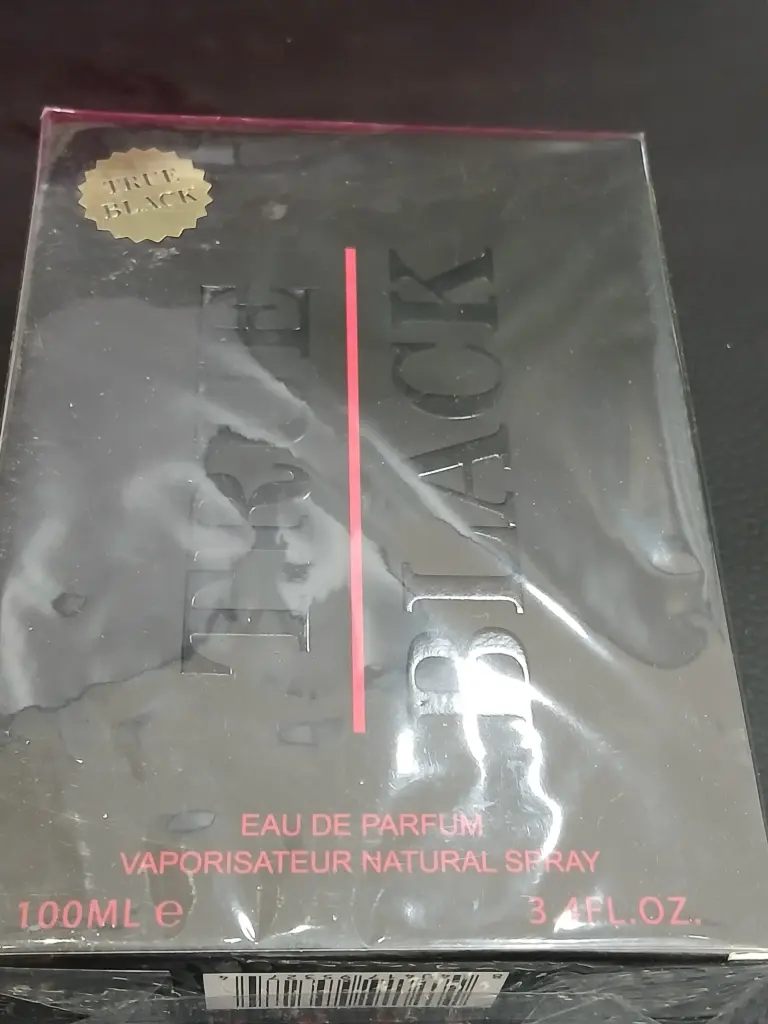 TRUE
BLACK
TRUE
BLACK
EAU DE PARFUM
VAPORISATEUR NATURAL SPRAY
100ML e
3.4FL.OZ.